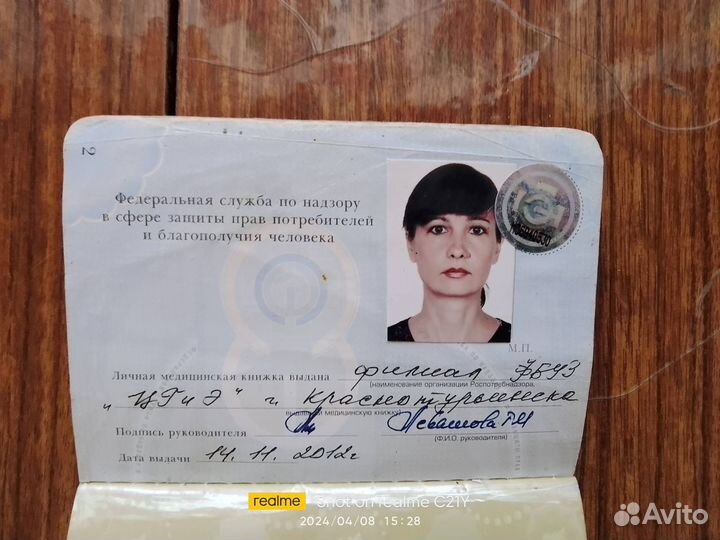 2
Федеральная служба по надзору
в сфере защиты прав потребителей
и благополучия человека
М.П.
Личная медицинская книжка выдана филиал ФБУЗ
(наименование организации Роспотребнадзора,
"ЦГиЭ" г. Краснотурьинска
медицинскую книжку)
Подпись руководителя
(Ф.И.О. руководителя)
Дата выдачи 14.11.2012г
realme Shot on realme C21Y
2024/04/08 15:28
Avito